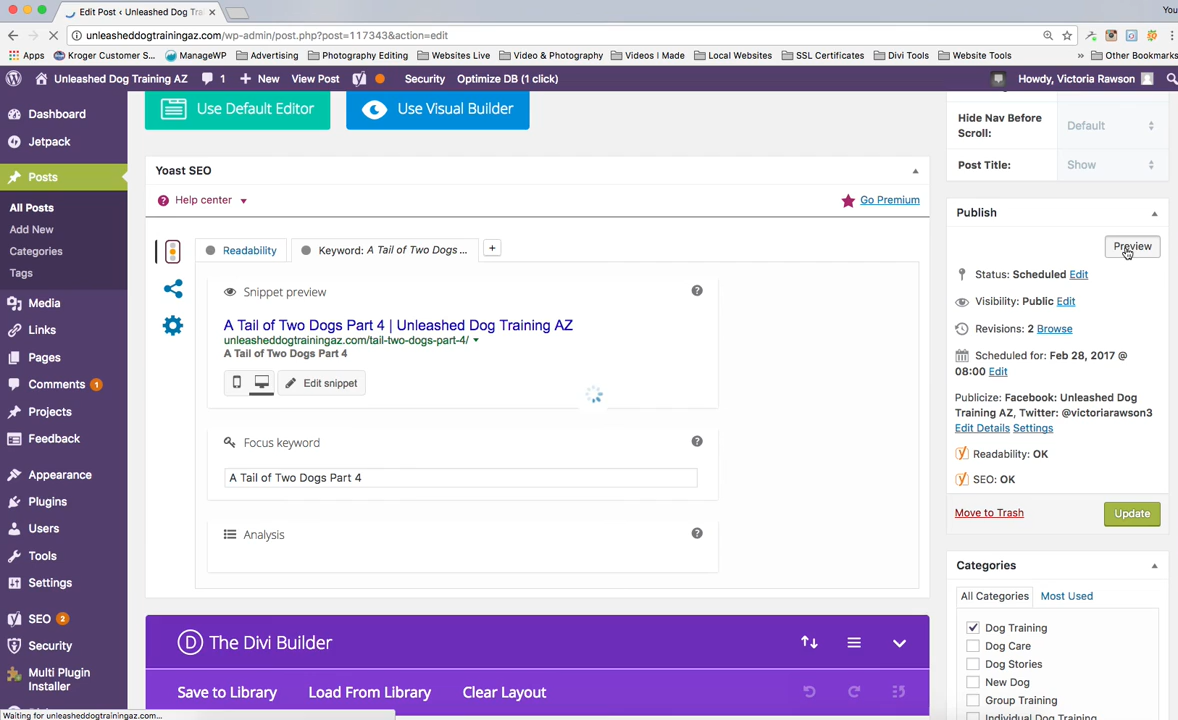 Edit Post ‹ Unleashed Dog Tra
You
unleasheddogtrainingaz.com/wp-admin/post.php?post=117343&action=edit
Apps Kroger Customer S... ManageWP Advertising Photography Editing Websites Live Video & Photography Videos I Made Local Websites SSL Certificates Divi Tools Website Tools » Other Bookmarks
Unleashed Dog Training AZ 1 + New View Post Security Optimize DB (1 click) Howdy, Victoria Rawson
Dashboard
Jetpack
Posts
All Posts
Add New
Categories
Tags
Media
Links
Pages
Comments 1
Projects
Feedback
Appearance
Plugins
Users
Tools
Settings
SEO 2
Security
Multi Plugin
Installer
Use Default Editor Use Visual Builder
Yoast SEO
Help center
Go Premium
Readability Keyword: A Tail of Two Dogs ... +
Snippet preview
A Tail of Two Dogs Part 4 | Unleashed Dog Training AZ
unleasheddogtrainingaz.com/tail-two-dogs-part-4/
A Tail of Two Dogs Part 4
Edit snippet
Focus keyword
A Tail of Two Dogs Part 4
Analysis
The Divi Builder
Save to Library Load From Library Clear Layout
Hide Nav Before
Scroll:
Default
Post Title: Show
Publish
Preview
Status: Scheduled Edit
Visibility: Public Edit
Revisions: 2 Browse
Scheduled for: Feb 28, 2017 @
08:00 Edit
Publicize: Facebook: Unleashed Dog
Training AZ, Twitter: @victoriarawson3
Edit Details Settings
Readability: OK
SEO: OK
Move to Trash Update
Categories
All Categories Most Used
Dog Training
Dog Care
Dog Stories
New Dog
Group Training
Individual Dog Training
Waiting for unleasheddogtrainingaz.com...